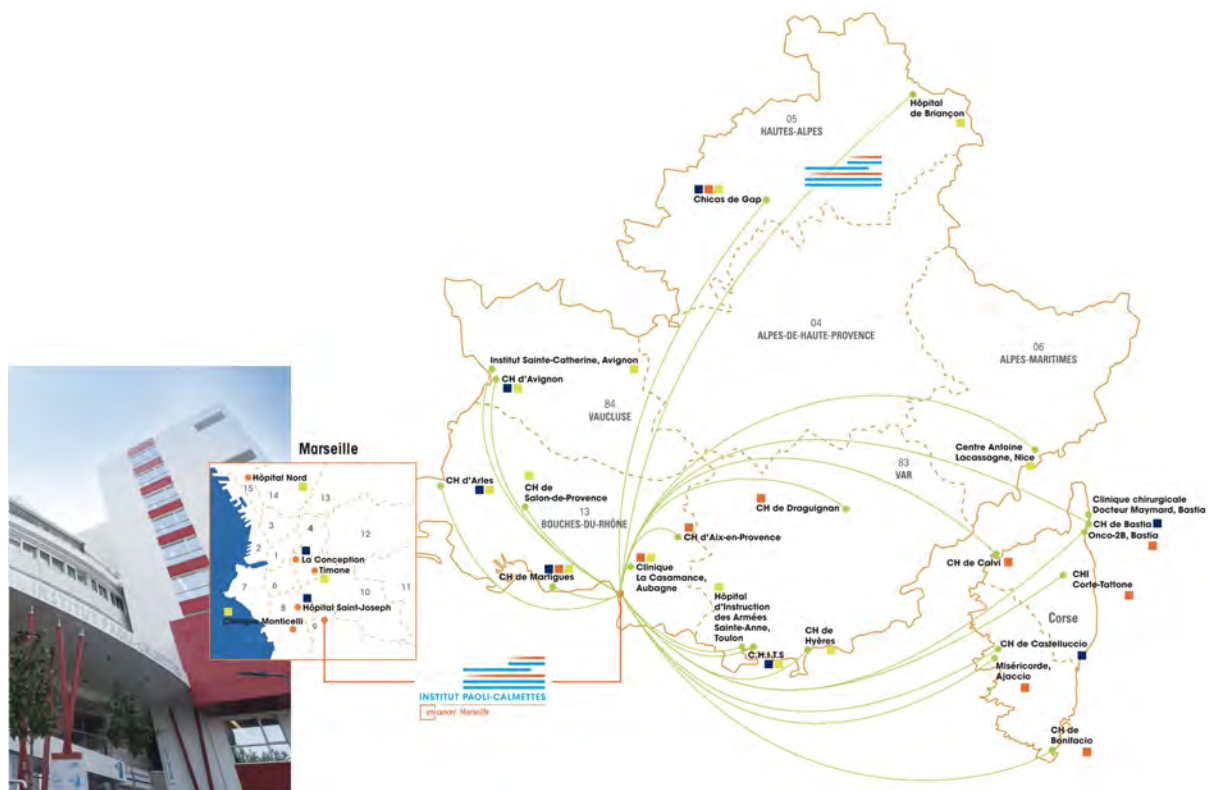 Hôpital
de Briançon
05
HAUTES-ALPES
Chicas de Gap
04
ALPES-DE-HAUTE-PROVENCE
06
ALPES-MARITIMES
Institut Sainte-Catherine, Avignon
CH d'Avignon
84
VAUCLUSE
Marseille
Centre Antoine
Lacassagne, Nice
83
VAR
CH d'Arles
CH de
Salon-de-Provence
13
BOUCHES-DU-RHÔNE
CH de Draguignan
CH d'Aix-en-Provence
Clinique chirurgicale
Docteur Maymard, Bastia
CH de Bastia
Onco-2B, Bastia
Hôpital Nord
15
14
13
3
4
12
2
1
La Conception
Timone
7
6
5
10
11
8
Hôpital Saint-Joseph
Clinique Monticelli
9
CH de Martigues
Clinique
La Casamance,
Aubagne
CH de Calvi
CHI
Corte-Tattone
Hôpital
d'Instruction
des Armées
Sainte-Anne,
Toulon
C.H.I.T.S
CH de
Hyères
Corse
CH de Castelluccio
Miséricorde,
Ajaccio
CH de
Bonifacio
INSTITUT PAOLI-CALMETTES
unicancer Marseille